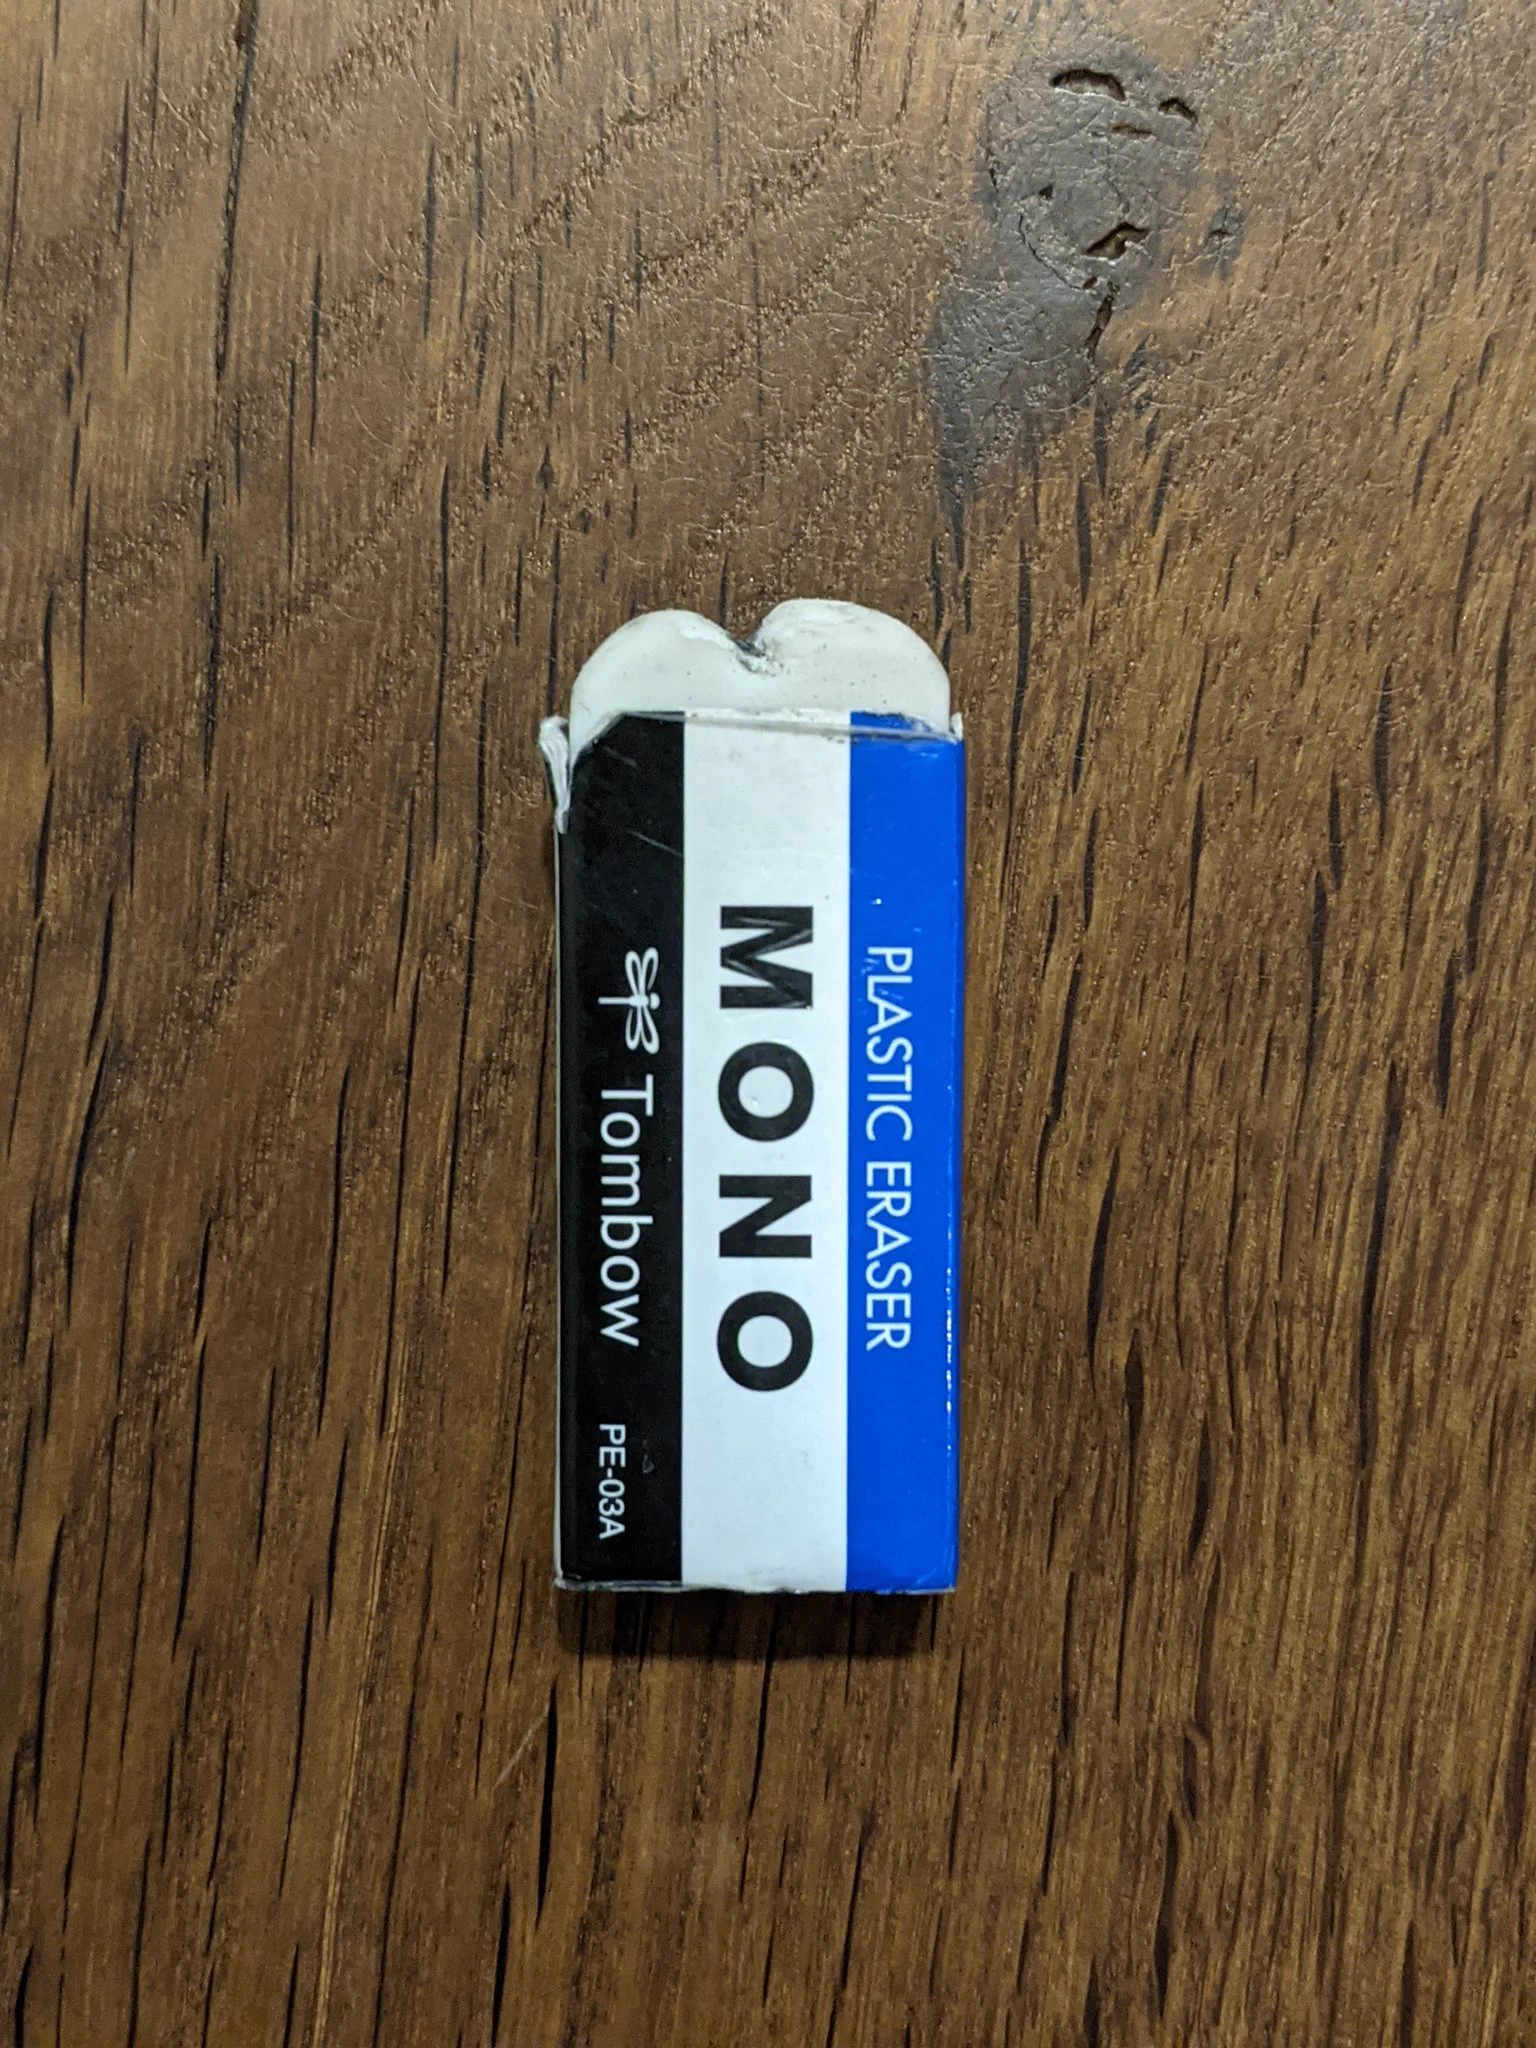 PLASTIC ERASER
MONO
Tombow PE-03A